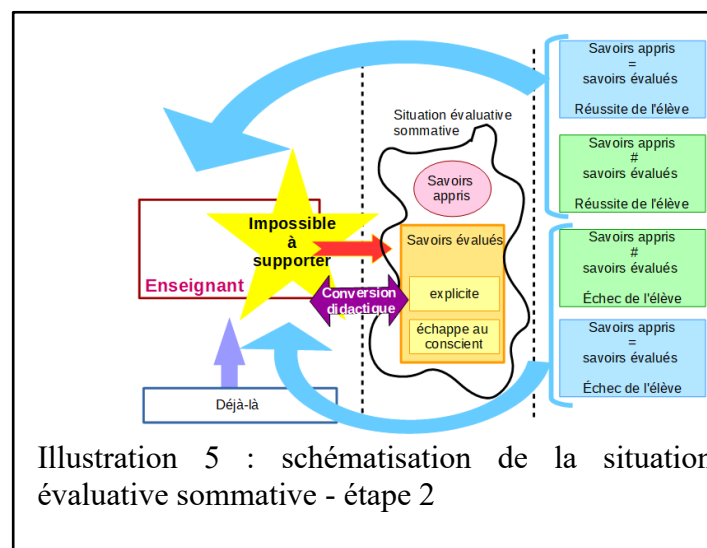 Situation évaluative
sommative
Savoirs
appris
Savoirs évalués
explicite
échappe au
conscient
Impossible
à
supporter
Enseignant
Conversion
didactique
Déjà-là
Savoirs appris
=
savoirs évalués
Réussite de l'élève
Savoirs appris
#
savoirs évalués
Réussite de l'élève
Savoirs appris
#
savoirs évalués
Échec de l'élève
Savoirs appris
=
savoirs évalués
Échec de l'élève
Illustration 5 : schématisation de la situation
évaluative sommative - étape 2